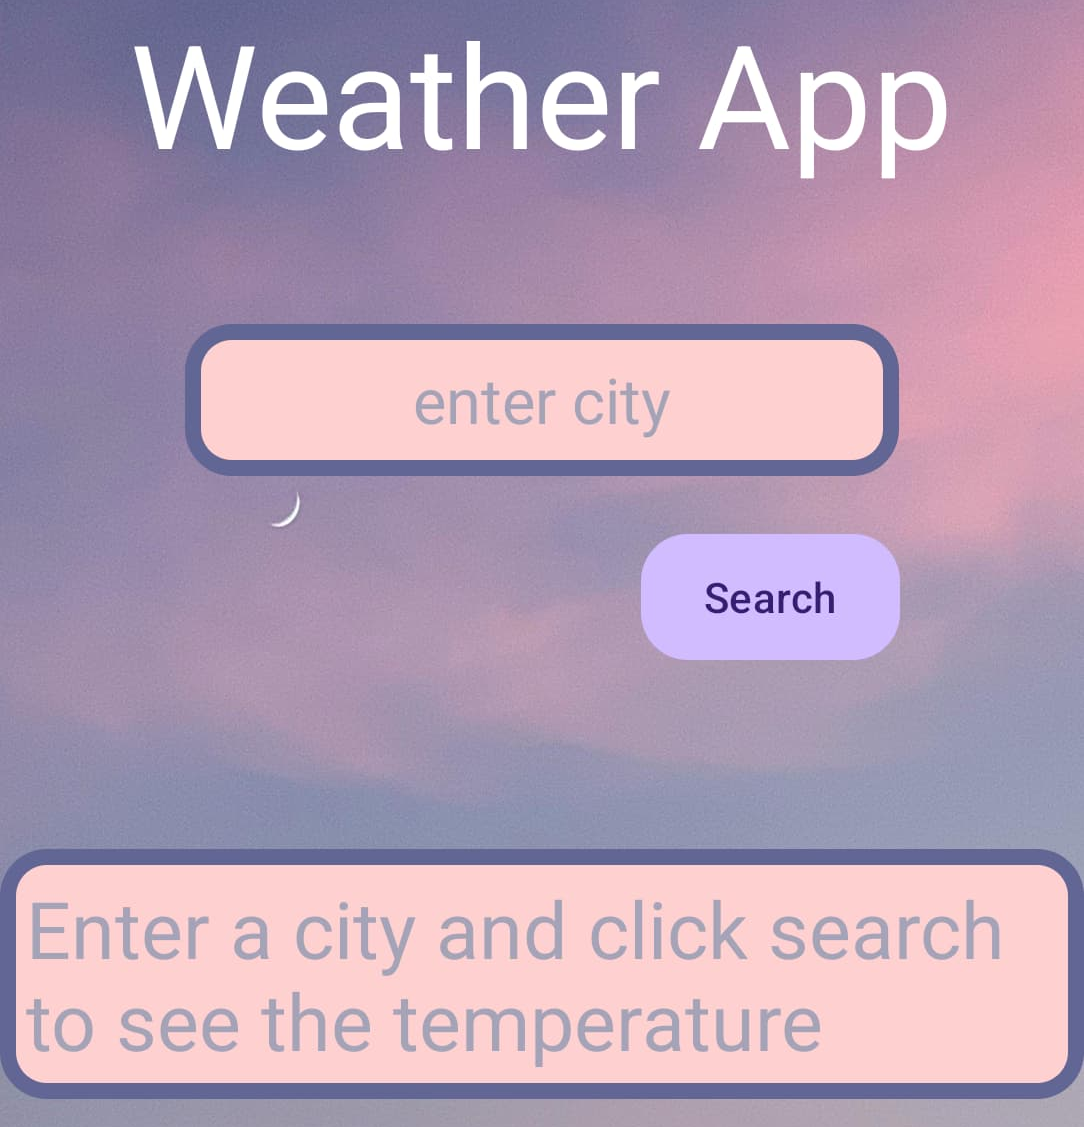 Weather App
enter city
Search
Enter a city and click search
to see the temperature